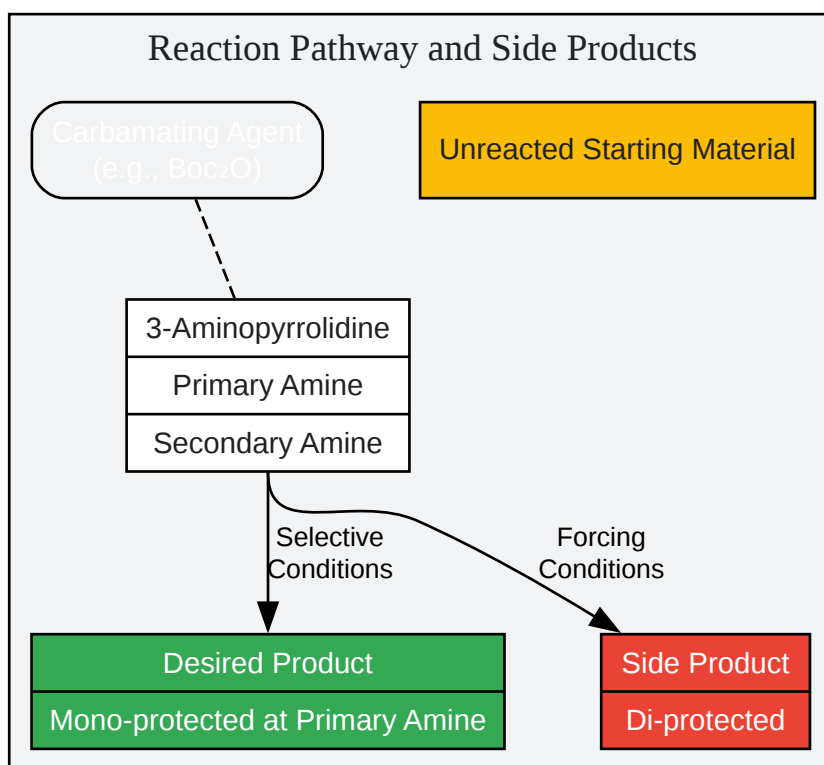 Reaction Pathway and Side Products
Carbamating Agent
(e.g., Boc₂O)
Unreacted Starting Material
3-Aminopyrrolidine
Primary Amine
Secondary Amine
Selective
Conditions
Forcing
Conditions
Desired Product
Mono-protected at Primary Amine
Side Product
Di-protected